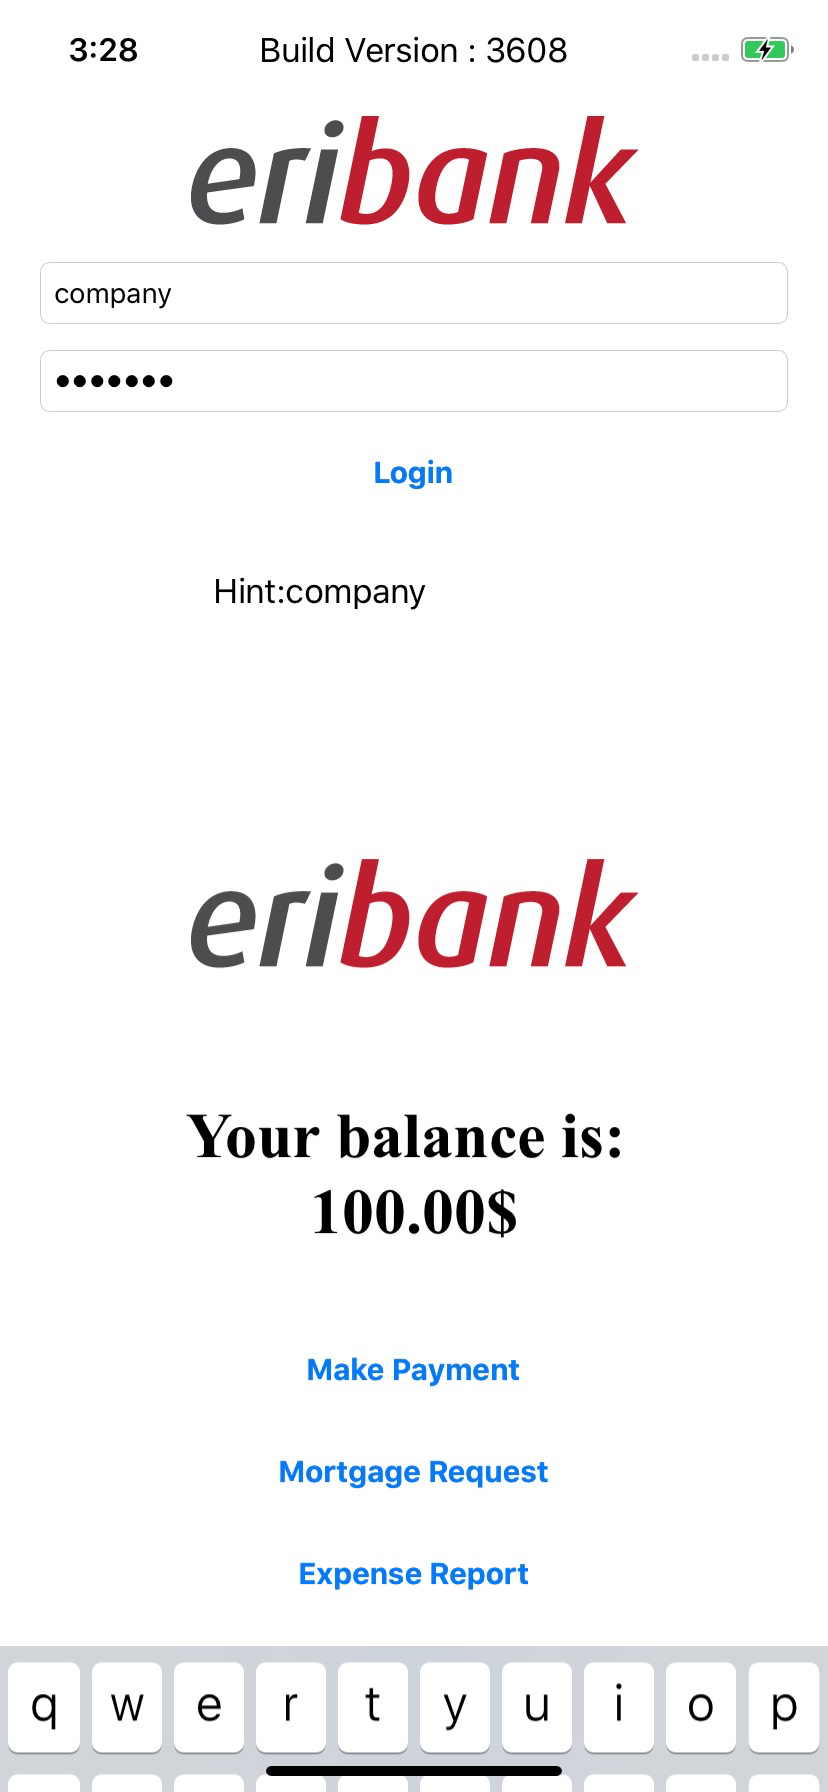 3:28
Build Version : 3608
eribank
company
•••••••
Login
Hint:company
eribank
Your balance is:
100.00$
Make Payment
Mortgage Request
Expense Report
q w e r t y u i o p